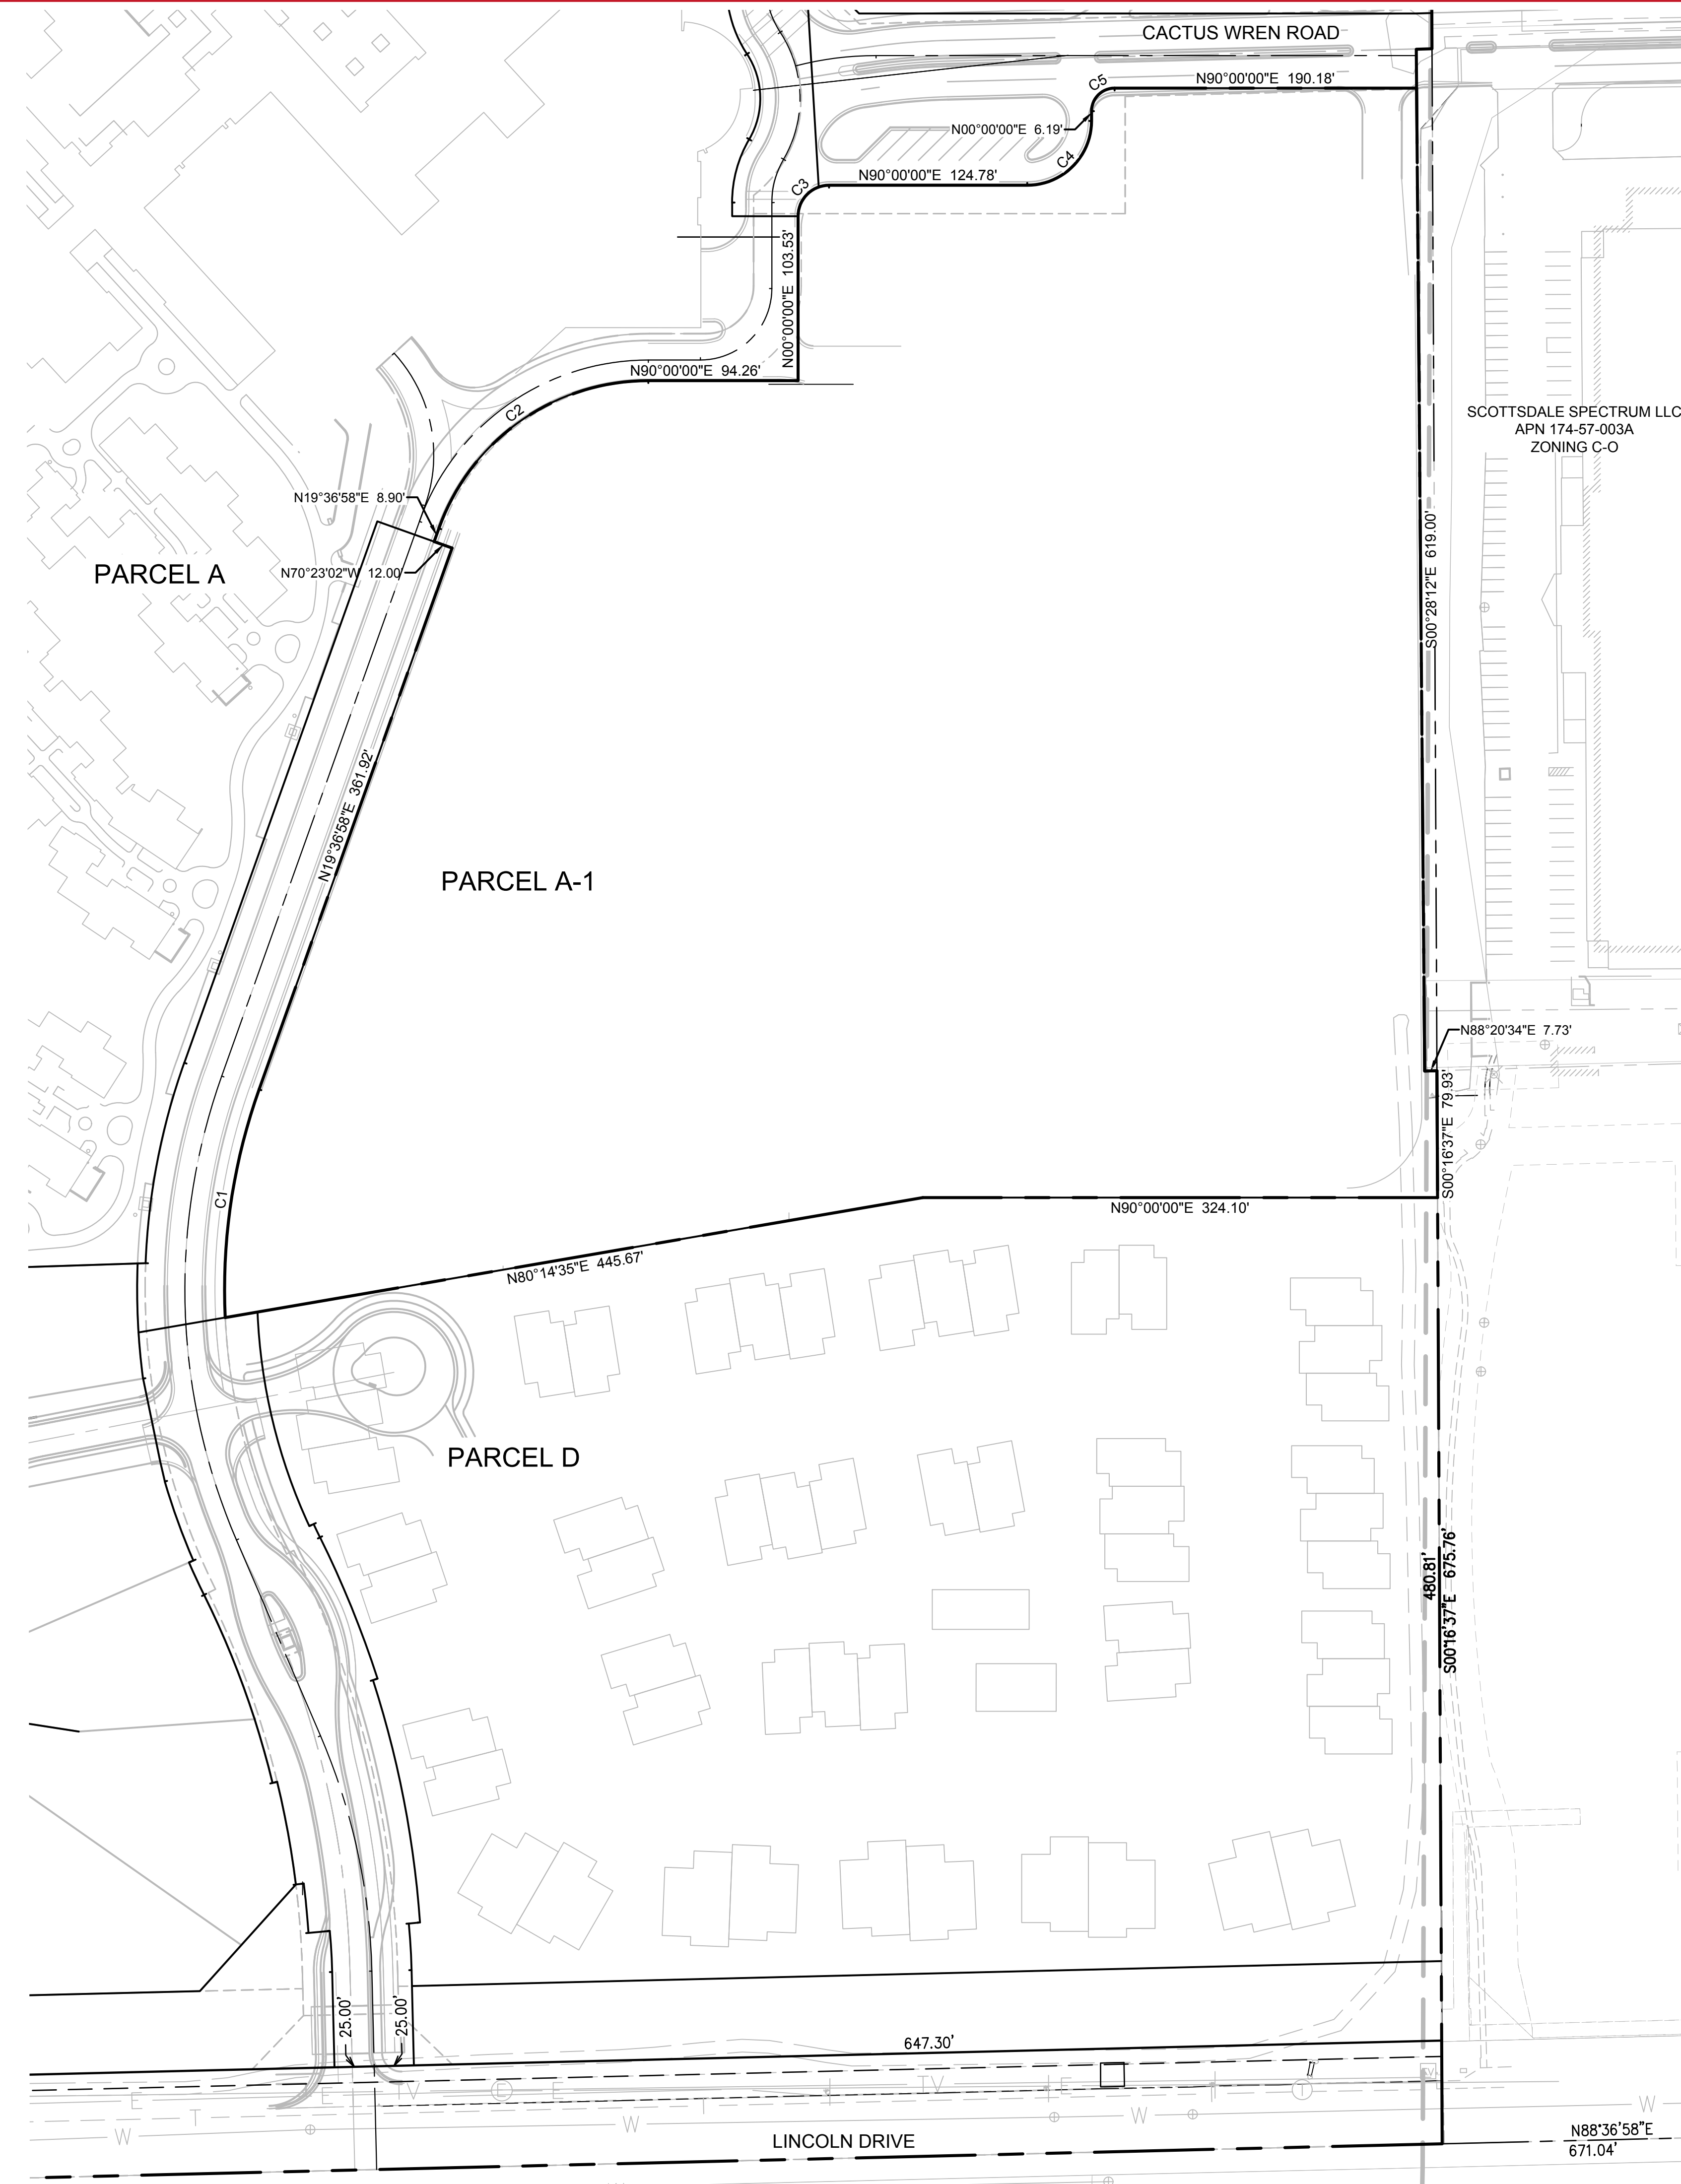 CACTUS WREN ROAD
N90°00'00"E 190.18'
C5
N00°00'00"E 6.19'
C4
N90°00'00"E 124.78'
C3
N00°00'00"E 103.53'
N90°00'00"E 94.26'
C2
SCOTTSDALE SPECTRUM LLC
APN 174-57-003A
ZONING C-O
N19°36'58"E 8.90'
S00°28'12"E 619.00'
PARCEL A
N70°23'02"W 12.00'
N19°36'58"E 361.92'
PARCEL A-1
N88°20'34"E 7.73'
S00°16'37"E 79.93'
C1
N90°00'00"E 324.10'
N80°14'35"E 445.67'
PARCEL D
480.81'
S00°16'37"E 675.76'
25.00'
25.00'
647.30'
E
E
TV
E
E
TV
E
T
T
T
W
W
W
W
LINCOLN DRIVE
N88°36'58"E
671.04'